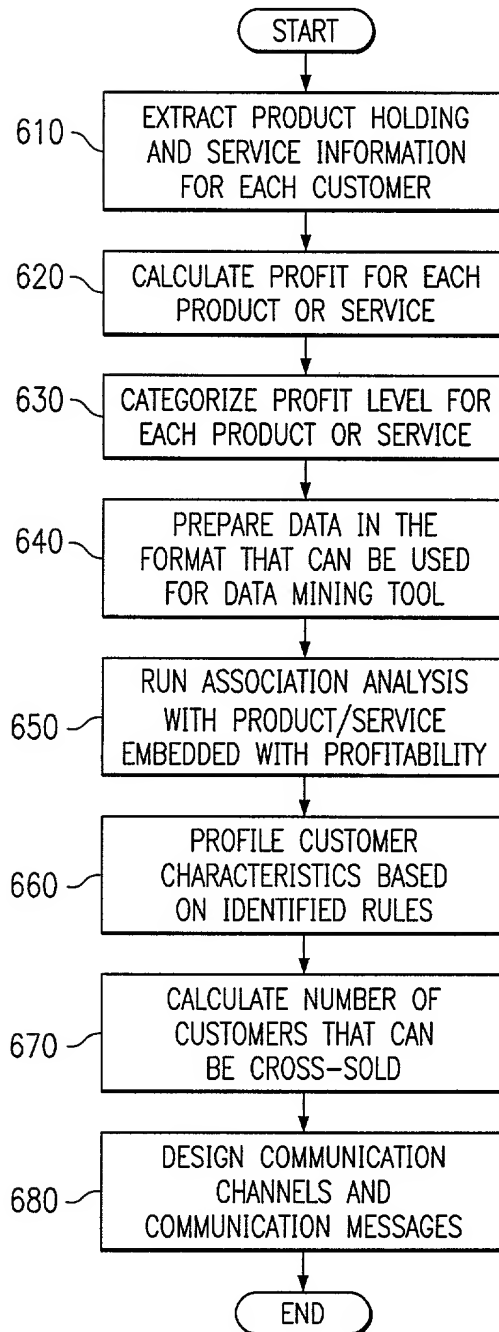 START
610
EXTRACT PRODUCT HOLDING
AND SERVICE INFORMATION
FOR EACH CUSTOMER
620
CALCULATE PROFIT FOR EACH
PRODUCT OR SERVICE
630
CATEGORIZE PROFIT LEVEL FOR
EACH PRODUCT OR SERVICE
640
PREPARE DATA IN THE
FORMAT THAT CAN BE USED
FOR DATA MINING TOOL
650
RUN ASSOCIATION ANALYSIS
WITH PRODUCT/SERVICE
EMBEDDED WITH PROFITABILITY
660
PROFILE CUSTOMER
CHARACTERISTICS BASED
ON IDENTIFIED RULES
670
CALCULATE NUMBER OF
CUSTOMERS THAT CAN
BE CROSS-SOLD
680
DESIGN COMMUNICATION
CHANNELS AND
COMMUNICATION MESSAGES
END